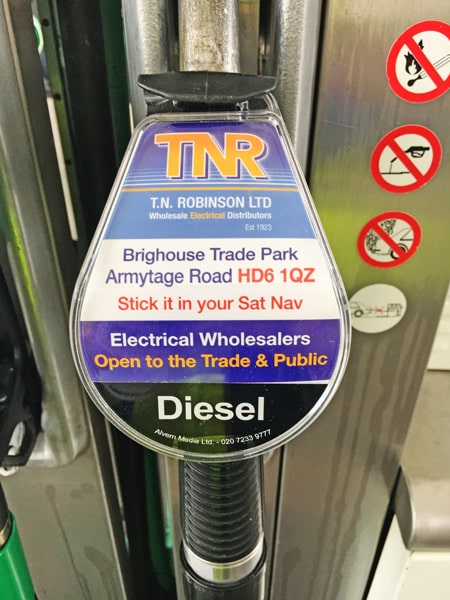 TNR
T.N. ROBINSON LTD
Wholesale Electrical Distributors
Est 1923
Brighouse Trade Park
Armytage Road HD6 1QZ
Stick it in your Sat Nav
Electrical Wholesalers
Open to the Trade & Public
Diesel
Alvern Media Ltd. - 020 7233 9777